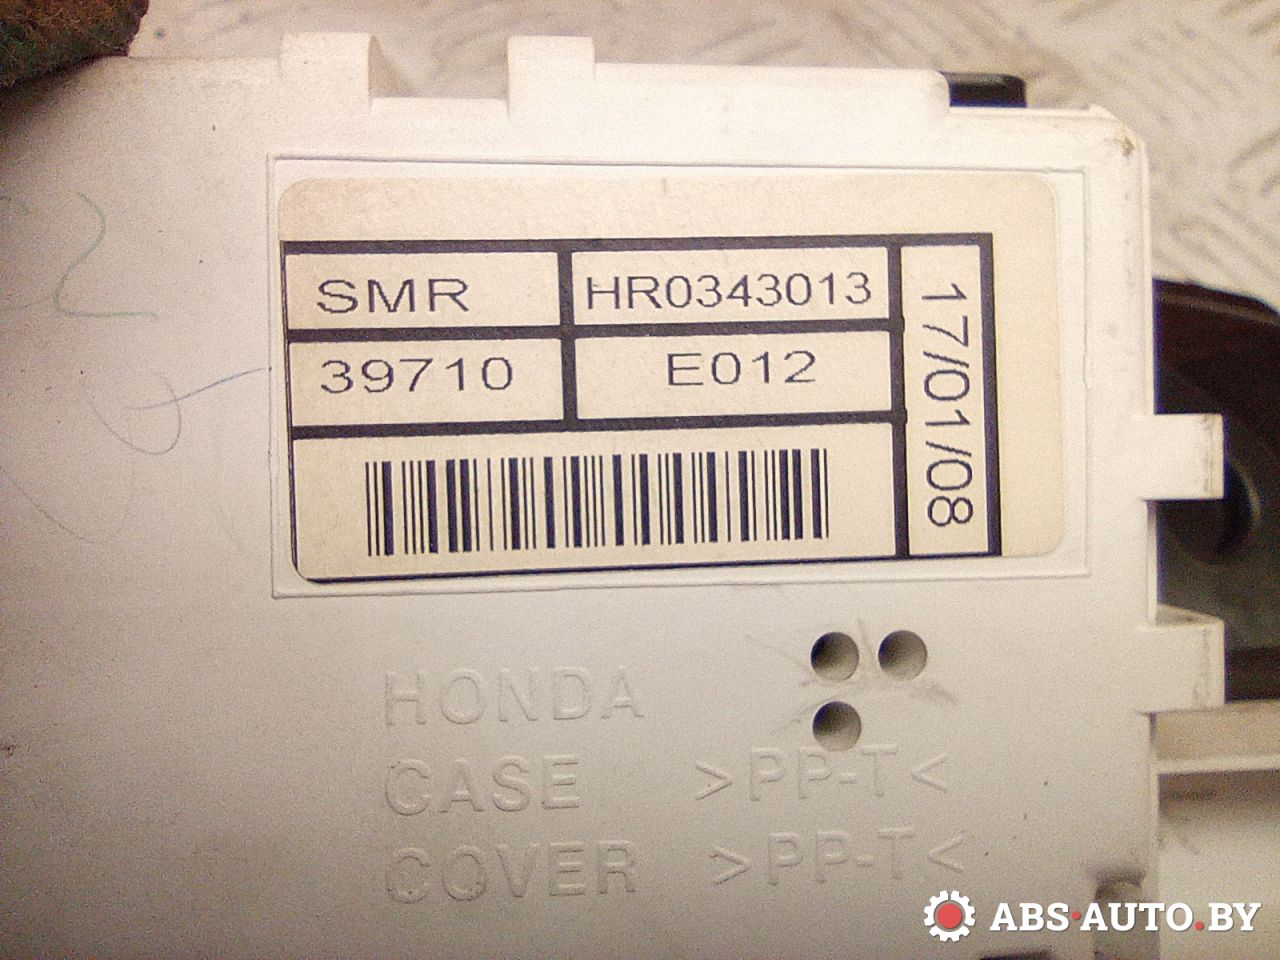 SMR HR0343013
39710 E012
17/01/08
HONDA
CASE >PP-T<
COVER >PP-T<
ABS·AUTO.BY